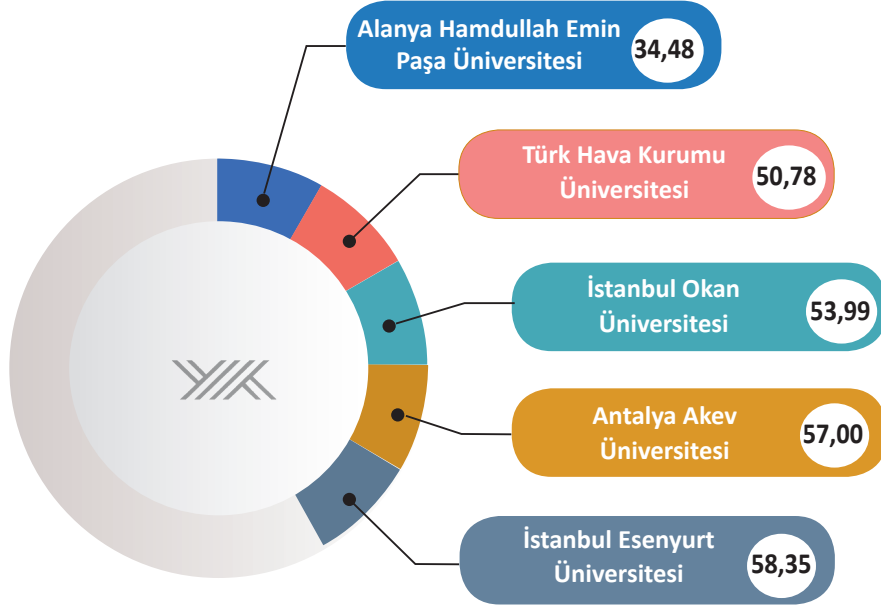 Alanya Hamdullah Emin
Paşa Üniversitesi
34,48
Türk Hava Kurumu
Üniversitesi
50,78
İstanbul Okan
Üniversitesi
53,99
Antalya Akev
Üniversitesi
57,00
İstanbul Esenyurt
Üniversitesi
58,35